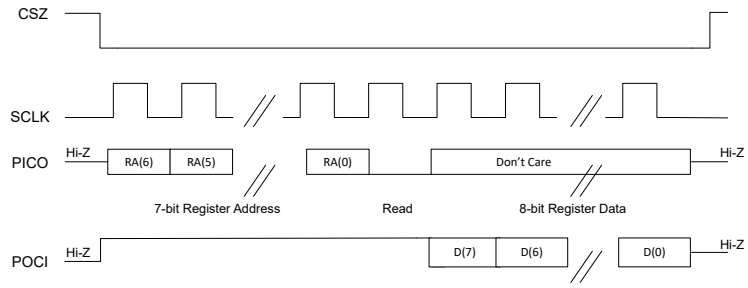 CSZ
SCLK
PICO Hi-Z RA(6) RA(5) RA(0) Don't Care Hi-Z
7-bit Register Address Read 8-bit Register Data
POCI Hi-Z D(7) D(6) D(0) Hi-Z